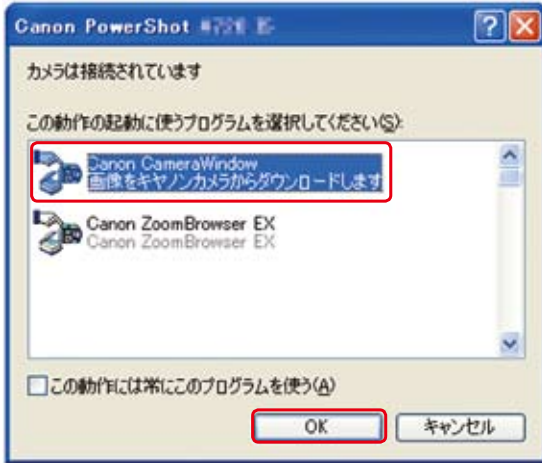 Canon PowerShot
カメラは接続されています
この動作の起動に使うプログラムを選択してください(S):
Canon CameraWindow
画像をキヤノンカメラからダウンロードします
Canon ZoomBrowser EX
Canon ZoomBrowser EX
この動作には常にこのプログラムを使う(A)
OK
キャンセル